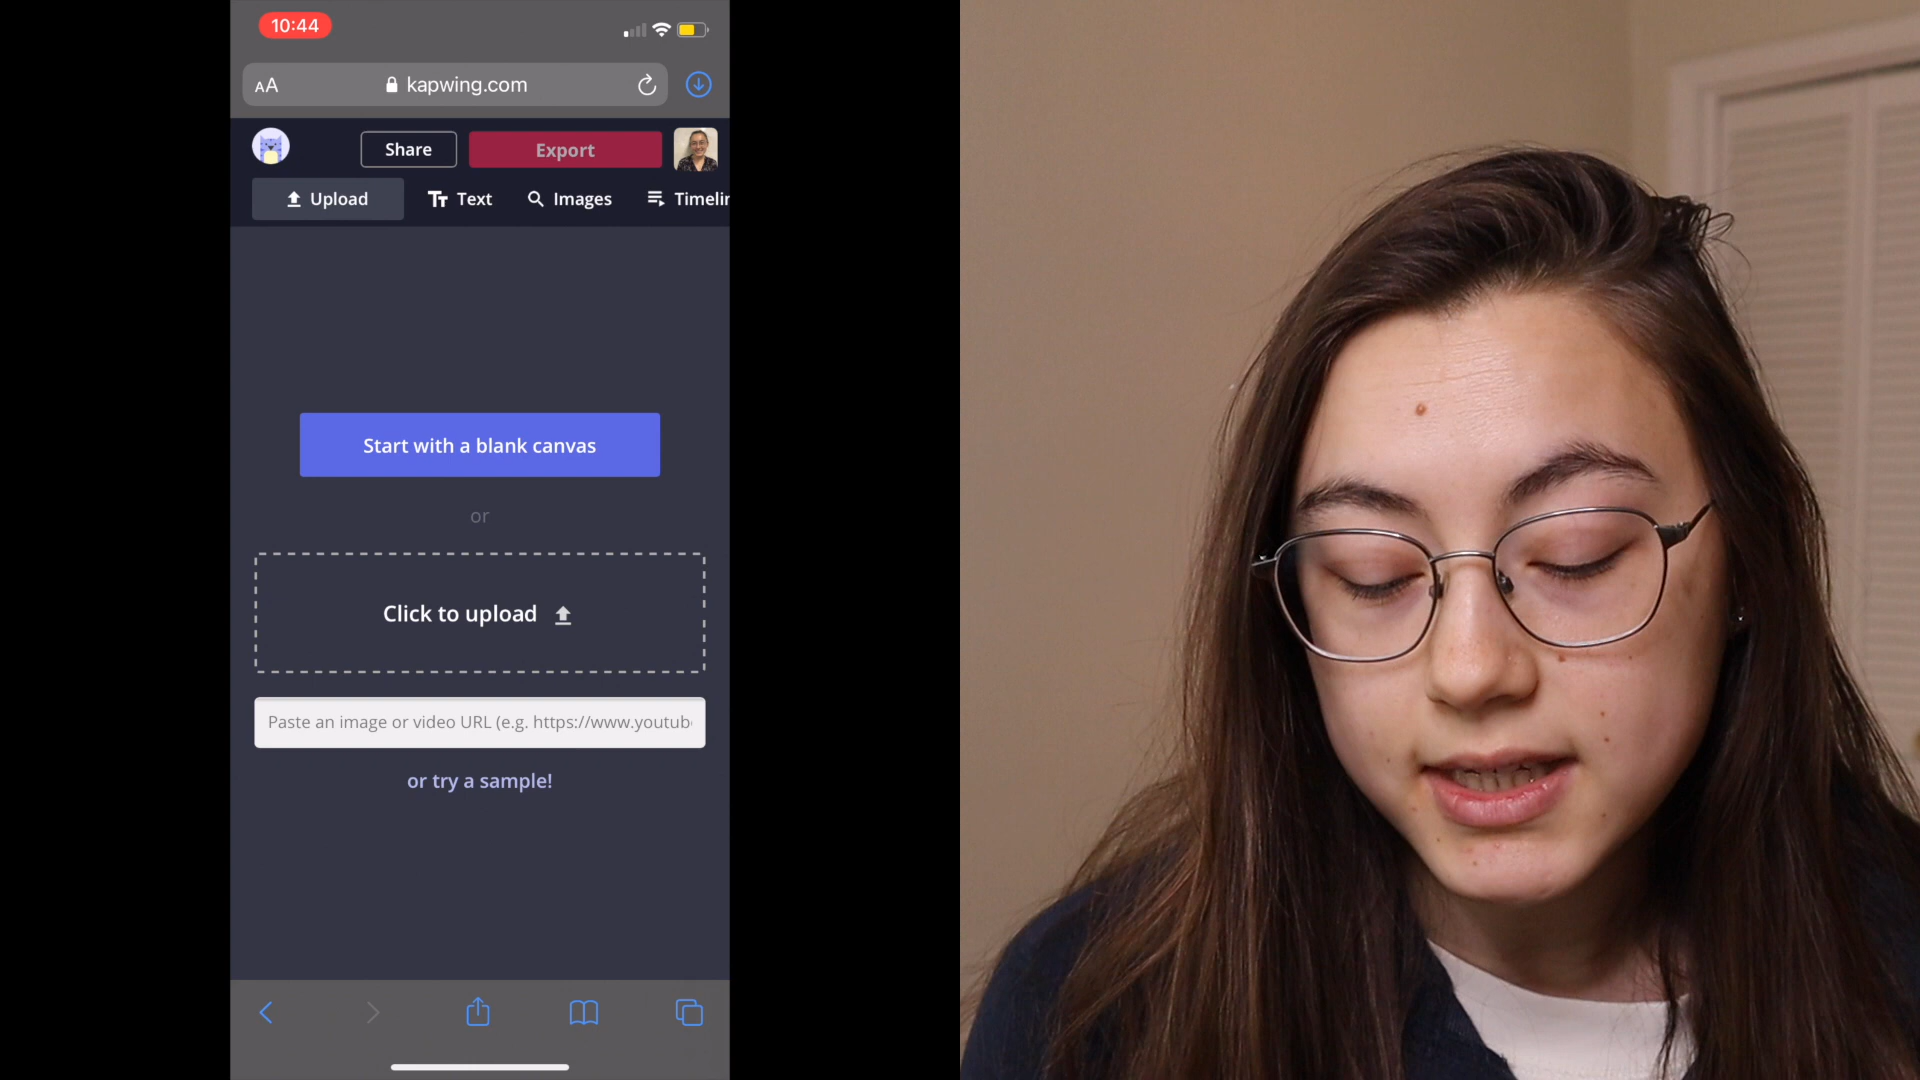 10:44
AA kapwing.com
Share Export
Upload Text Images Timelin
Start with a blank canvas
or
Click to upload
Paste an image or video URL (e.g. https://www.youtub
or try a sample!